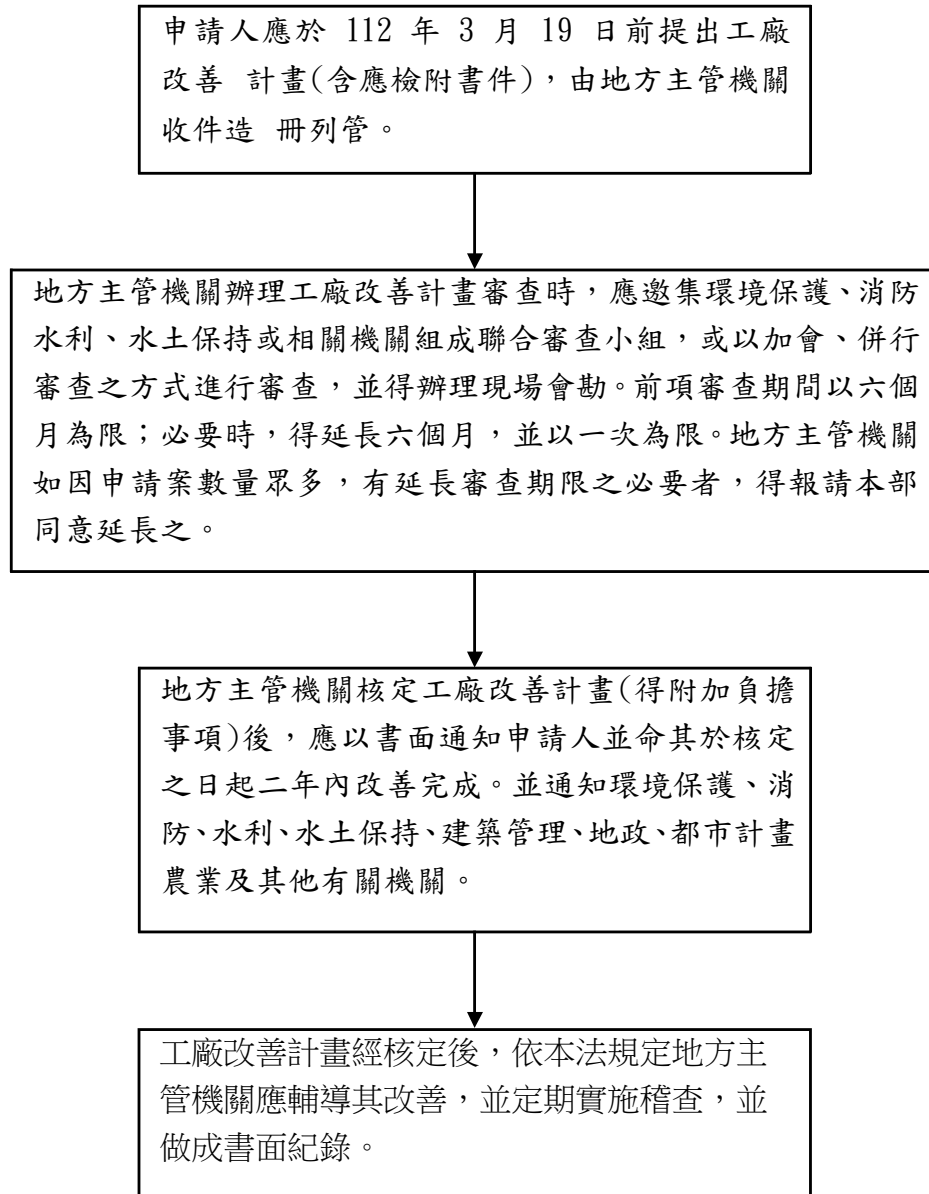 申請人應於 112 年 3 月 19 日前提出工廠
改善 計畫(含應檢附書件)，由地方主管機關
收件造 冊列管。
地方主管機關辦理工廠改善計畫審查時，應邀集環境保護、消防
水利、水土保持或相關機關組成聯合審查小組，或以加會、併行
審查之方式進行審查，並得辦理現場會勘。前項審查期間以六個
月為限；必要時，得延長六個月，並以一次為限。地方主管機關
如因申請案數量眾多，有延長審查期限之必要者，得報請本部
同意延長之。
地方主管機關核定工廠改善計畫(得附加負擔
事項)後，應以書面通知申請人並命其於核定
之日起二年內改善完成。並通知環境保護、消
防、水利、水土保持、建築管理、地政、都市計畫
農業及其他有關機關。
工廠改善計畫經核定後，依本法規定地方主
管機關應輔導其改善，並定期實施稽查，並
做成書面紀錄。